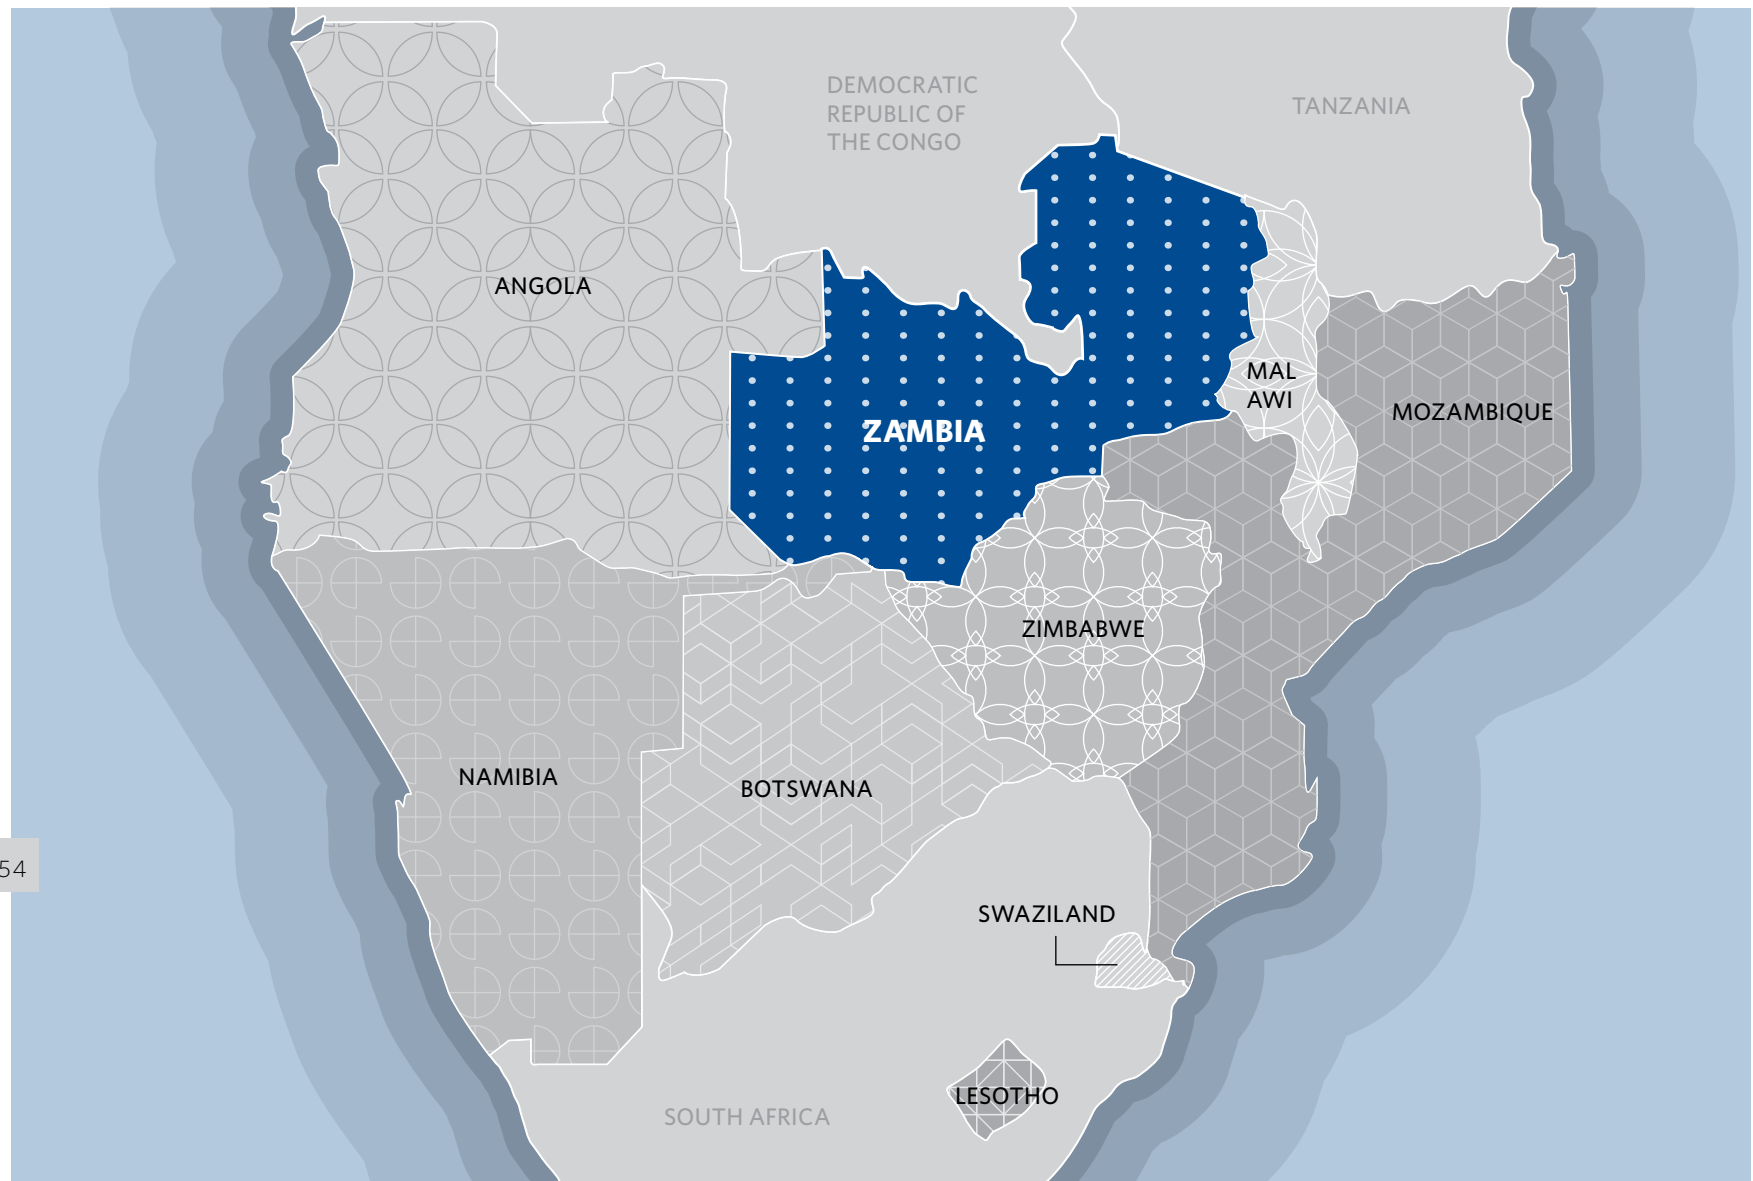 DEMOCRATIC
REPUBLIC OF
THE CONGO
TANZANIA
ANGOLA
MAL
AWI
MOZAMBIQUE
ZAMBIA
ZIMBABWE
NAMIBIA
BOTSWANA
54
SWAZILAND
LESOTHO
SOUTH AFRICA